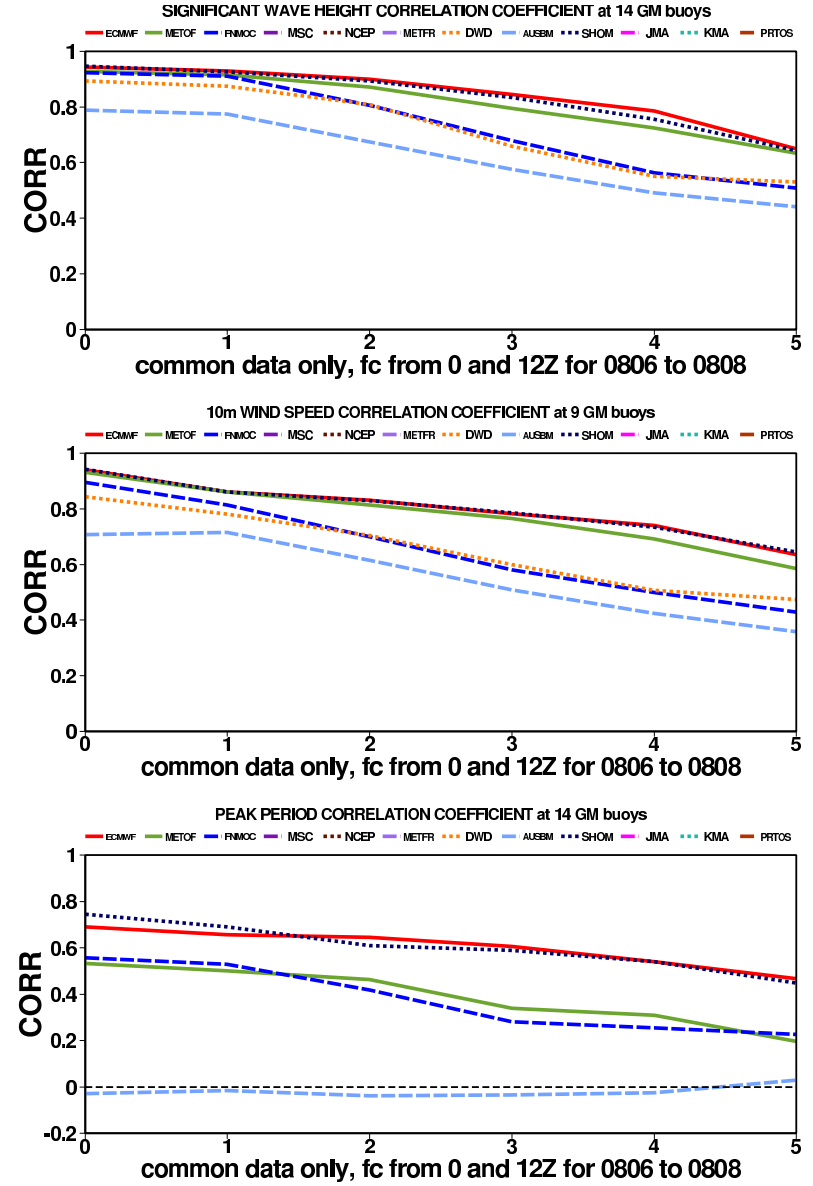 SIGNIFICANT WAVE HEIGHT CORRELATION COEFFICIENT at 14 GM buoys
ECMWF METOF FNMOC MSC NCEP METFR DWD AUSBM SHOM JMA KMA PRTOS
1
0.8
0.6
0.4
0.2
0
CORR
0 1 2 3 4 5
common data only, fc from 0 and 12Z for 0806 to 0808
10m WIND SPEED CORRELATION COEFFICIENT at 9 GM buoys
ECMWF METOF FNMOC MSC NCEP METFR DWD AUSBM SHOM JMA KMA PRTOS
1
0.8
0.6
0.4
0.2
0
CORR
0 1 2 3 4 5
common data only, fc from 0 and 12Z for 0806 to 0808
PEAK PERIOD CORRELATION COEFFICIENT at 14 GM buoys
ECMWF METOF FNMOC MSC NCEP METFR DWD AUSBM SHOM JMA KMA PRTOS
1
0.8
0.6
0.4
0.2
0
-0.2
CORR
0 1 2 3 4 5
common data only, fc from 0 and 12Z for 0806 to 0808